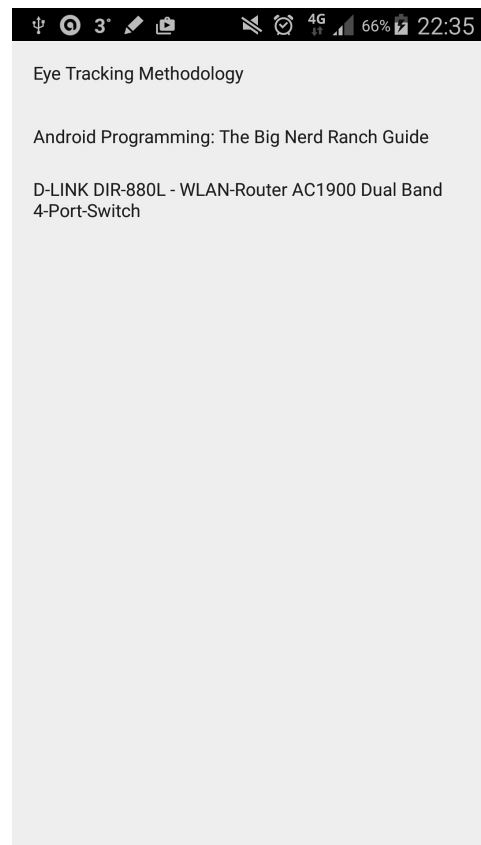 3° 4G 66% 22:35
Eye Tracking Methodology
Android Programming: The Big Nerd Ranch Guide
D-LINK DIR-880L - WLAN-Router AC1900 Dual Band
4-Port-Switch